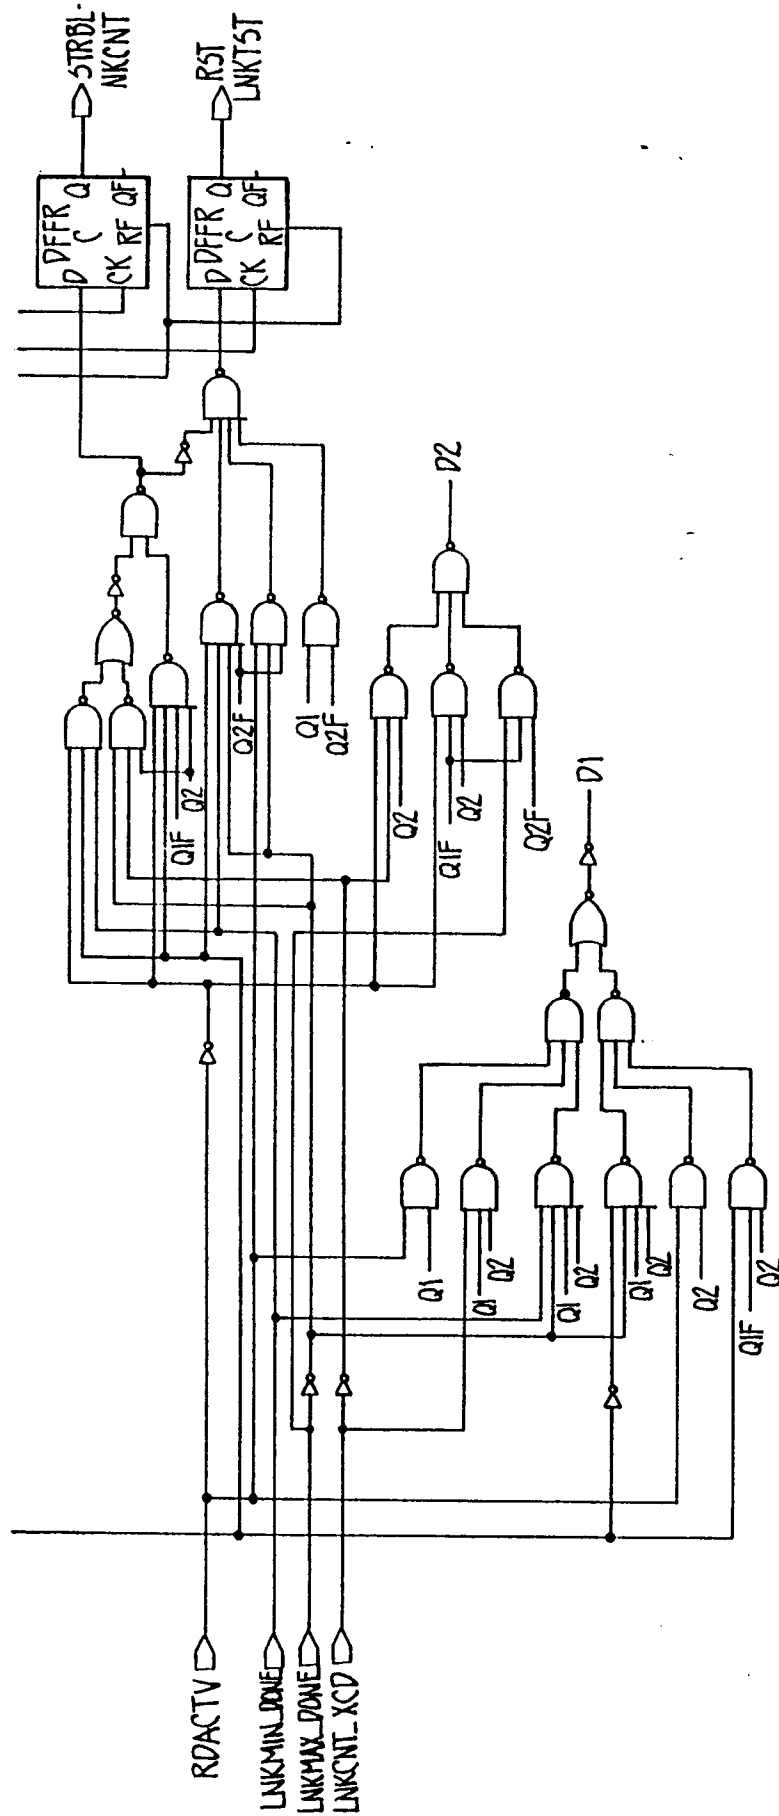 STRBL-
NKCNT
RST
LNKTST
DFFR
D
C
Q
CK
RF
QF
DFFR
D
C
Q
CK
RF
QF
Q1F
Q2
Q2F
Q1
Q2F
D2
Q2
Q1F
Q2
Q2F
D1
Q1
Q1
Q2
Q1
Q2
Q1
Q2
Q2
Q1F
Q2
RDACTV
LNKMIN_DONE
LNKMAX_DONE
LNKCNT_XCD